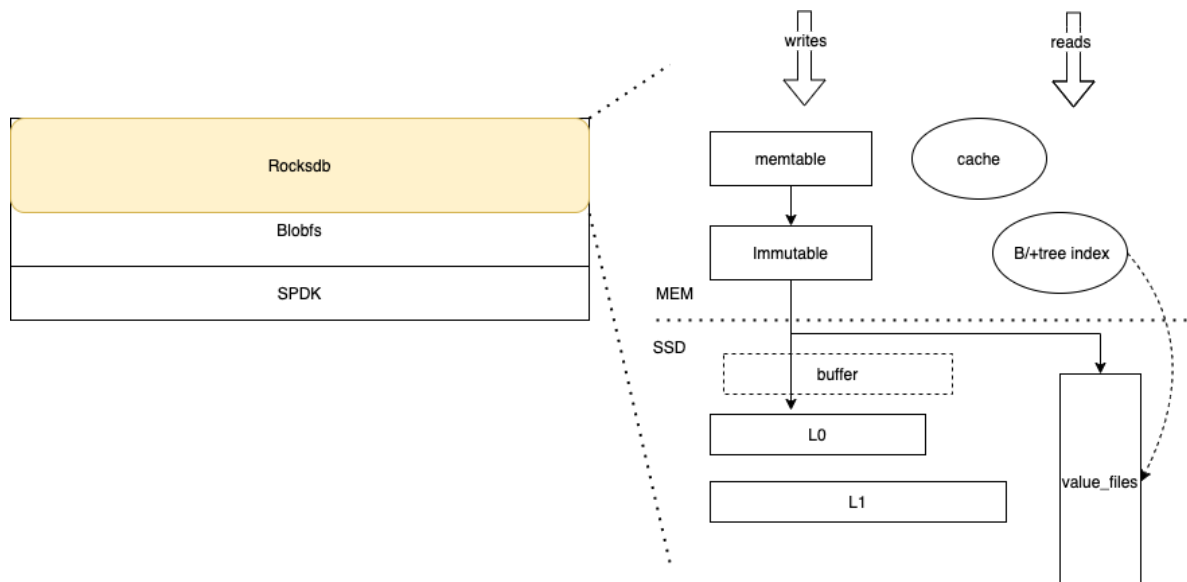 writes
reads
Rocksdb
memtable
cache
Blobfs
Immutable
B/+tree index
SPDK
MEM
SSD
buffer
L0
L1
value_files